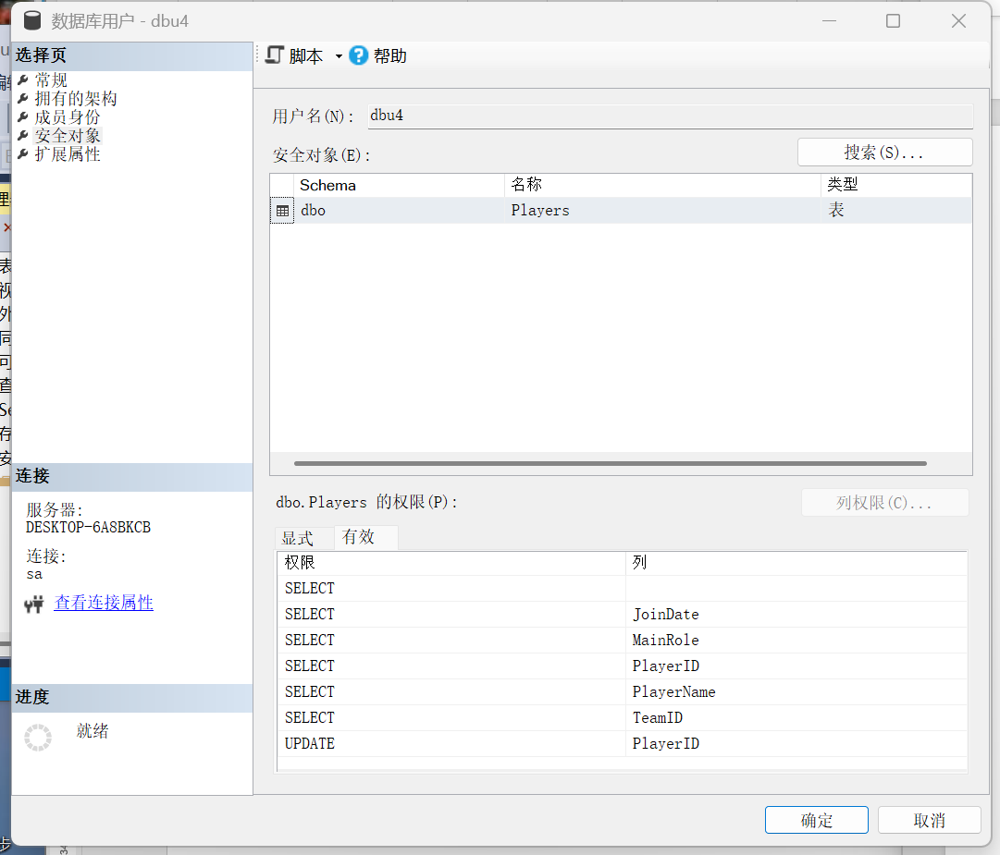 数据库用户 - dbu4
选择页
常规
拥有的架构
成员身份
安全对象
扩展属性
连接
服务器:
DESKTOP-6A8BKCB
连接:
sa
查看连接属性
进度
就绪
脚本 帮助
用户名(N): dbu4
安全对象(E): 搜索(S)...
Schema 名称 类型
dbo Players 表
dbo.Players 的权限(P): 列权限(C)...
显式 有效
权限 列
SELECT
SELECT JoinDate
SELECT MainRole
SELECT PlayerID
SELECT PlayerName
SELECT TeamID
UPDATE PlayerID
确定 取消